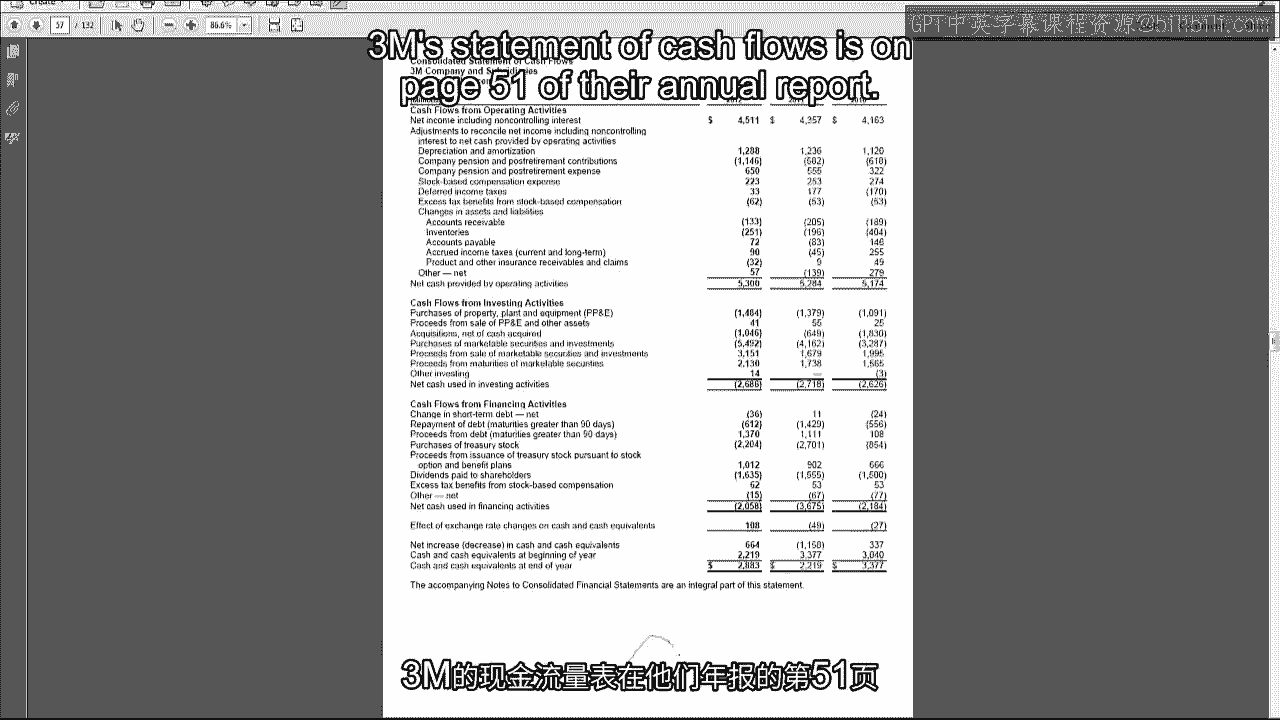 57 / 132 86.6%
GPT中英字幕课程资源@bilibili.com
3M's statement of cash flows is on
page 51 of their annual report.
Consolidated Statement of Cash Flows
3M Company and Subsidiaries
Cash Flows from Operating Activities
Net income including noncontrolling interest $ 4,511 $ 4,357 $ 4,163
Adjustments to reconcile net income including noncontrolling
interest to net cash provided by operating activities
Depreciation and amortization 1,288 1,236 1,120
Company pension and postretirement contributions (1,146) (582) (618)
Company pension and postretirement expense 650 555 322
Stock-based compensation expense 223 253 274
Deferred income taxes 33 177 (170)
Excess tax benefits from stock-based compensation (62) (53) (53)
Changes in assets and liabilities
Accounts receivable (133) (205) (189)
Inventories (251) (196) (404)
Accounts payable 72 (83) 146
Accrued income taxes (current and long-term) 90 (45) 255
Product and other insurance receivables and claims (32) 9 49
Other — net 57 (139) 279
Net cash provided by operating activities 5,300 5,284 5,174
Cash Flows from Investing Activities
Purchases of property, plant and equipment (PP&E) (1,484) (1,379) (1,091)
Proceeds from sale of PP&E and other assets 41 55 25
Acquisitions, net of cash acquired (1,046) (649) (1,830)
Purchases of marketable securities and investments (5,492) (4,162) (3,287)
Proceeds from sale of marketable securities and investments 3,151 1,679 1,995
Proceeds from maturities of marketable securities 2,130 1,738 1,565
Other investing 14 — (3)
Net cash used in investing activities (2,686) (2,718) (2,626)
Cash Flows from Financing Activities
Change in short-term debt — net (36) 11 (24)
Repayment of debt (maturities greater than 90 days) (612) (1,429) (556)
Proceeds from debt (maturities greater than 90 days) 1,370 1,111 108
Purchases of treasury stock (2,204) (2,701) (854)
Proceeds from issuance of treasury stock pursuant to stock
option and benefit plans 1,012 902 666
Dividends paid to shareholders (1,635) (1,555) (1,500)
Excess tax benefits from stock-based compensation 62 53 53
Other — net (15) (67) (77)
Net cash used in financing activities (2,058) (3,675) (2,184)
Effect of exchange rate changes on cash and cash equivalents 108 (49) (27)
Net increase (decrease) in cash and cash equivalents 664 (1,158) 337
Cash and cash equivalents at beginning of year 2,219 3,377 3,040
Cash and cash equivalents at end of year $ 2,883 $ 2,219 $ 3,377
The accompanying Notes to Consolidated Financial Statements are an integral part of this statement.
3M的现金流量表在他们年报的第51页